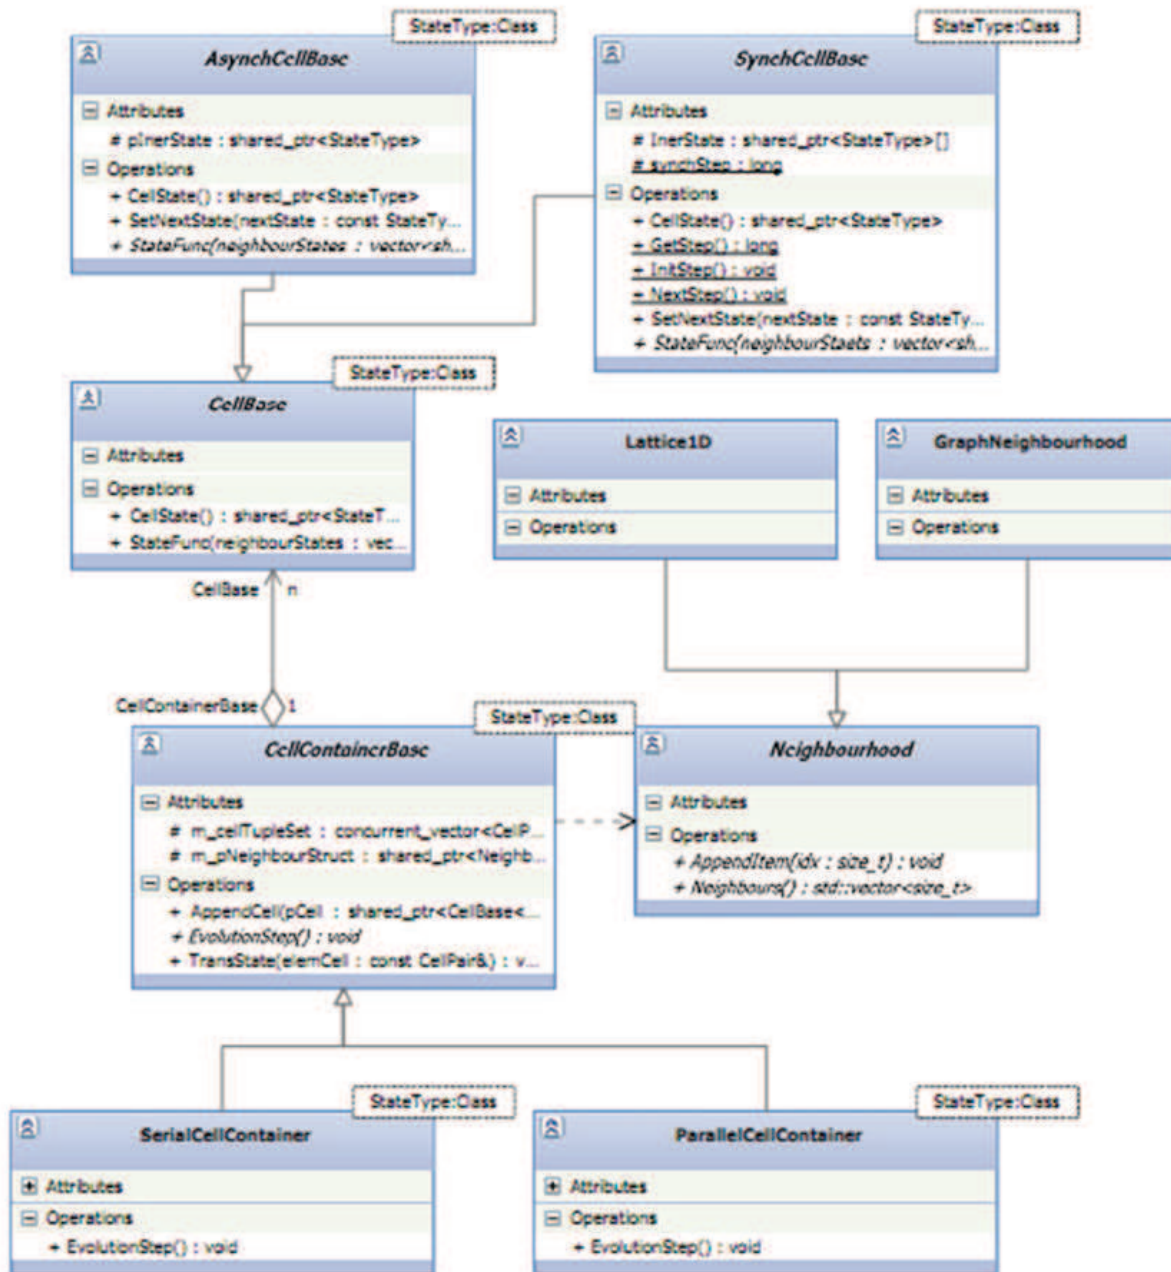 StateType:Class
AsynchCellBase
Attributes
# pInerState : shared_ptr<StateType>
Operations
+ CellState() : shared_ptr<StateType>
+ SetNextState(nextState : const StateTy...
+ StateFunc(neighbourStates : vector<sh...
StateType:Class
SynchCellBase
Attributes
# InerState : shared_ptr<StateType>[]
# synchStep : long
Operations
+ CellState() : shared_ptr<StateType>
+ GetStep() : long
+ InitStep() : void
+ NextStep() : void
+ SetNextState(nextState : const StateTy...
+ StateFunc(neighbourStaets : vector<sh...
StateType:Class
CellBase
Attributes
Operations
+ CellState() : shared_ptr<StateT...
+ StateFunc(neighbourStates : vec...
Lattice1D
Attributes
Operations
GraphNeighbourhood
Attributes
Operations
CellBase n
CellContainerBase 1
StateType:Class
CellContainerBase
Attributes
# m_cellTupleSet : concurrent_vector<CellP...
# m_pNeighbourStruct : shared_ptr<Neighb...
Operations
+ AppendCell(pCell : shared_ptr<CellBase<...
+ EvolutionStep() : void
+ TransState(elemCell : const CellPair&) : v...
Neighbourhood
Attributes
Operations
+ AppendItem(idx : size_t) : void
+ Neighbours() : std::vector<size_t>
StateType:Class
SerialCellContainer
Attributes
Operations
+ EvolutionStep() : void
StateType:Class
ParallelCellContainer
Attributes
Operations
+ EvolutionStep() : void